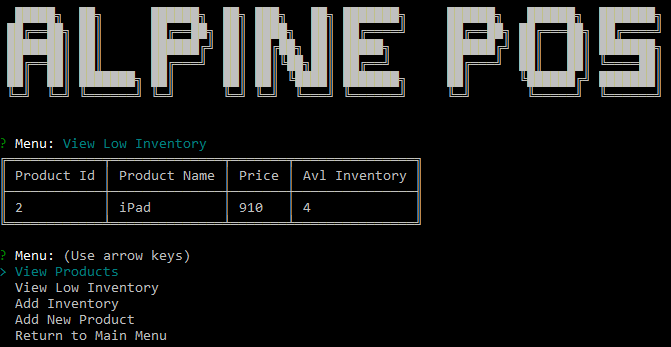 ALPINE POS
? Menu: View Low Inventory
Product Id Product Name Price Avl Inventory
2 iPad 910 4
? Menu: (Use arrow keys)
> View Products
View Low Inventory
Add Inventory
Add New Product
Return to Main Menu